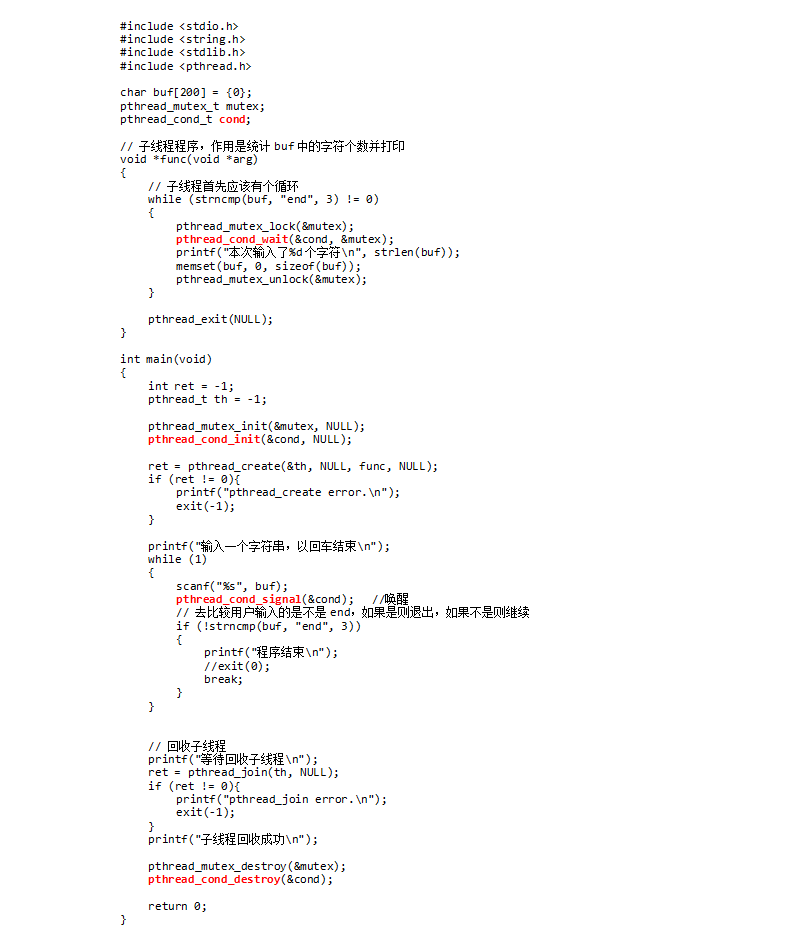 #include <stdio.h>
#include <string.h>
#include <stdlib.h>
#include <pthread.h>
char buf[200] = {0};
pthread_mutex_t mutex;
pthread_cond_t cond;
// 子线程程序，作用是统计 buf 中的字符个数并打印
void *func(void *arg)
{
// 子线程首先应该有个循环
while (strncmp(buf, "end", 3) != 0)
{
pthread_mutex_lock(&mutex);
pthread_cond_wait(&cond, &mutex);
printf("本次输入了%d个字符\n", strlen(buf));
memset(buf, 0, sizeof(buf));
pthread_mutex_unlock(&mutex);
}
pthread_exit(NULL);
}
int main(void)
{
int ret = -1;
pthread_t th = -1;
pthread_mutex_init(&mutex, NULL);
pthread_cond_init(&cond, NULL);
ret = pthread_create(&th, NULL, func, NULL);
if (ret != 0){
printf("pthread_create error.\n");
exit(-1);
}
printf("输入一个字符串，以回车结束\n");
while (1)
{
scanf("%s", buf);
pthread_cond_signal(&cond); //唤醒
// 去比较用户输入的是不是 end，如果是则退出，如果不是则继续
if (!strncmp(buf, "end", 3))
{
printf("程序结束\n");
//exit(0);
break;
}
}
// 回收子线程
printf("等待回收子线程\n");
ret = pthread_join(th, NULL);
if (ret != 0){
printf("pthread_join error.\n");
exit(-1);
}
printf("子线程回收成功\n");
pthread_mutex_destroy(&mutex);
pthread_cond_destroy(&cond);
return 0;
}